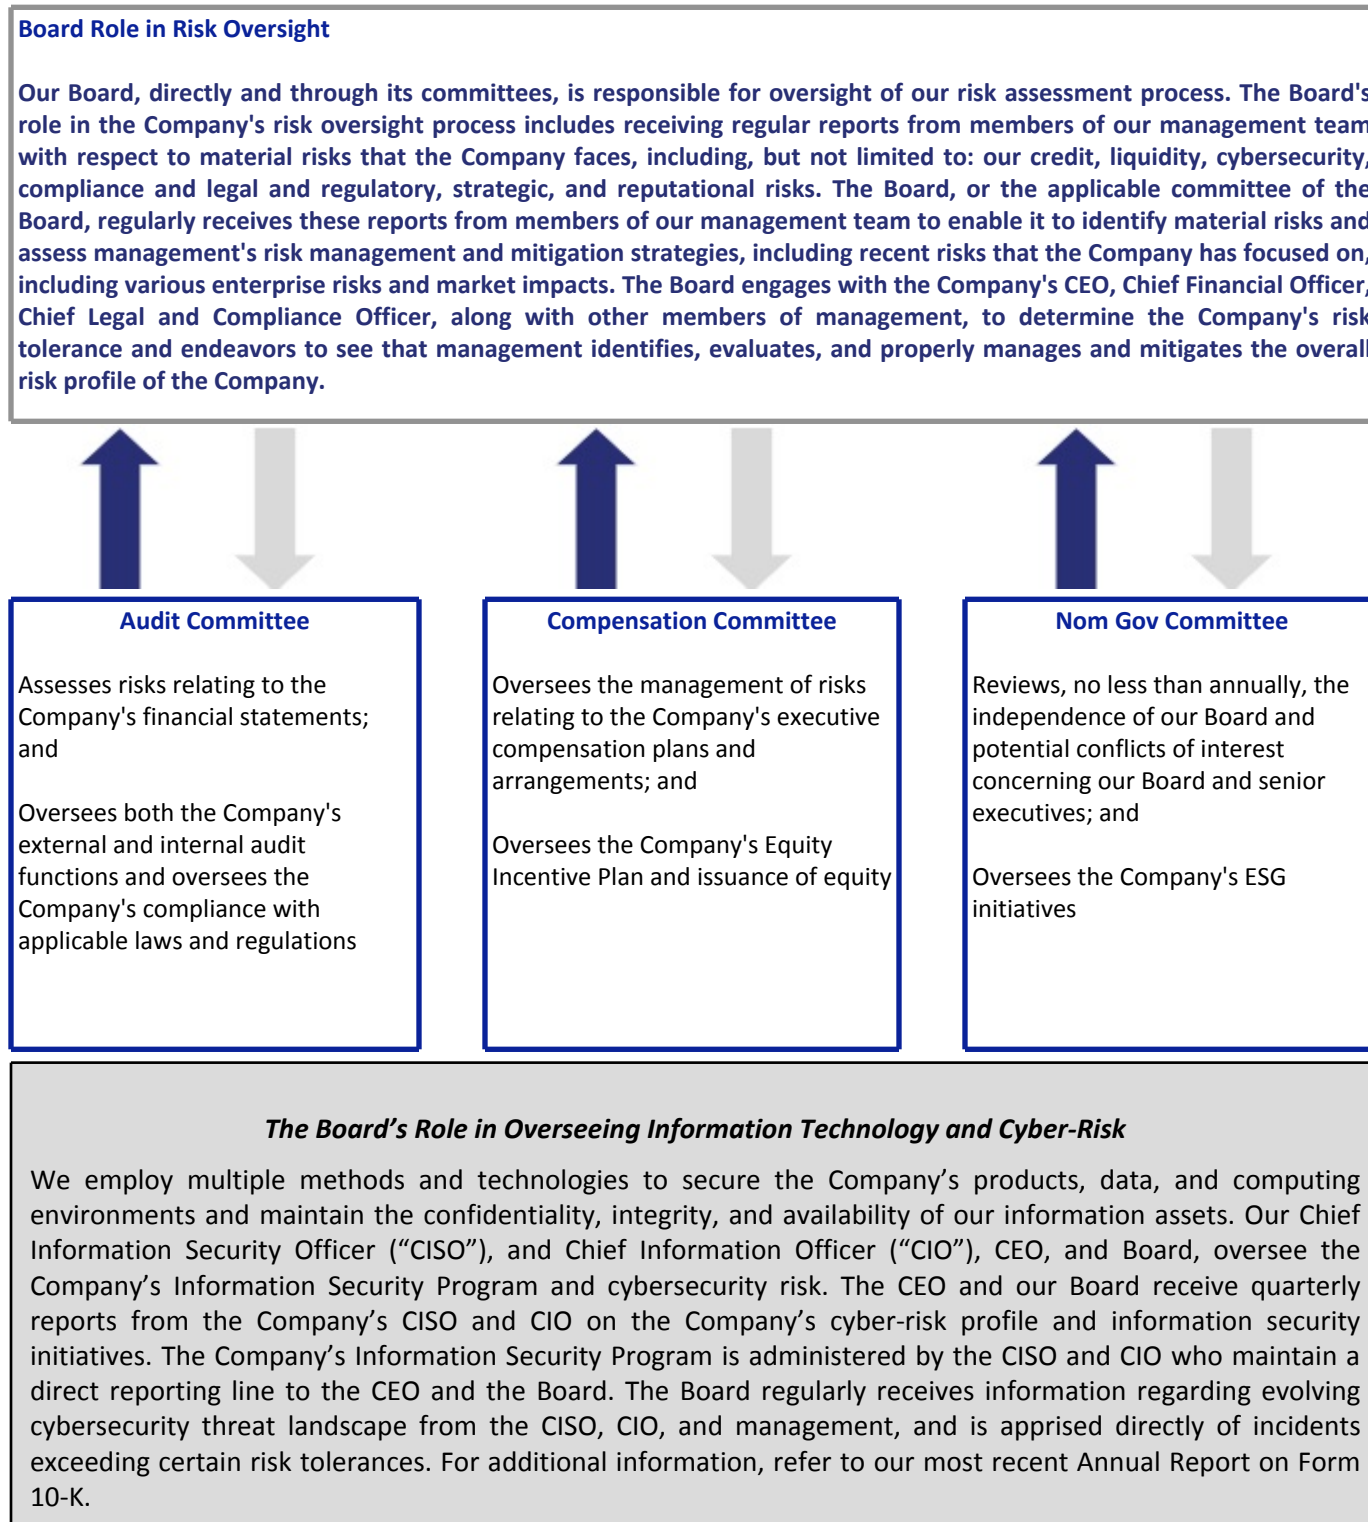 Board Role in Risk Oversight
Our Board, directly and through its committees, is responsible for oversight of our risk assessment process. The Board's
role in the Company's risk oversight process includes receiving regular reports from members of our management team
with respect to material risks that the Company faces, including, but not limited to: our credit, liquidity, cybersecurity,
compliance and legal and regulatory, strategic, and reputational risks. The Board, or the applicable committee of the
Board, regularly receives these reports from members of our management team to enable it to identify material risks and
assess management's risk management and mitigation strategies, including recent risks that the Company has focused on,
including various enterprise risks and market impacts. The Board engages with the Company's CEO, Chief Financial Officer,
Chief Legal and Compliance Officer, along with other members of management, to determine the Company's risk
tolerance and endeavors to see that management identifies, evaluates, and properly manages and mitigates the overall
risk profile of the Company.
Audit Committee
Assesses risks relating to the
Company's financial statements;
and
Oversees both the Company's
external and internal audit
functions and oversees the
Company's compliance with
applicable laws and regulations
Compensation Committee
Oversees the management of risks
relating to the Company's executive
compensation plans and
arrangements; and
Oversees the Company's Equity
Incentive Plan and issuance of equity
Nom Gov Committee
Reviews, no less than annually, the
independence of our Board and
potential conflicts of interest
concerning our Board and senior
executives; and
Oversees the Company's ESG
initiatives
The Board’s Role in Overseeing Information Technology and Cyber-Risk
We employ multiple methods and technologies to secure the Company’s products, data, and computing
environments and maintain the confidentiality, integrity, and availability of our information assets. Our Chief
Information Security Officer (“CISO”), and Chief Information Officer (“CIO”), CEO, and Board, oversee the
Company’s Information Security Program and cybersecurity risk. The CEO and our Board receive quarterly
reports from the Company’s CISO and CIO on the Company’s cyber-risk profile and information security
initiatives. The Company’s Information Security Program is administered by the CISO and CIO who maintain a
direct reporting line to the CEO and the Board. The Board regularly receives information regarding evolving
cybersecurity threat landscape from the CISO, CIO, and management, and is apprised directly of incidents
exceeding certain risk tolerances. For additional information, refer to our most recent Annual Report on Form
10-K.